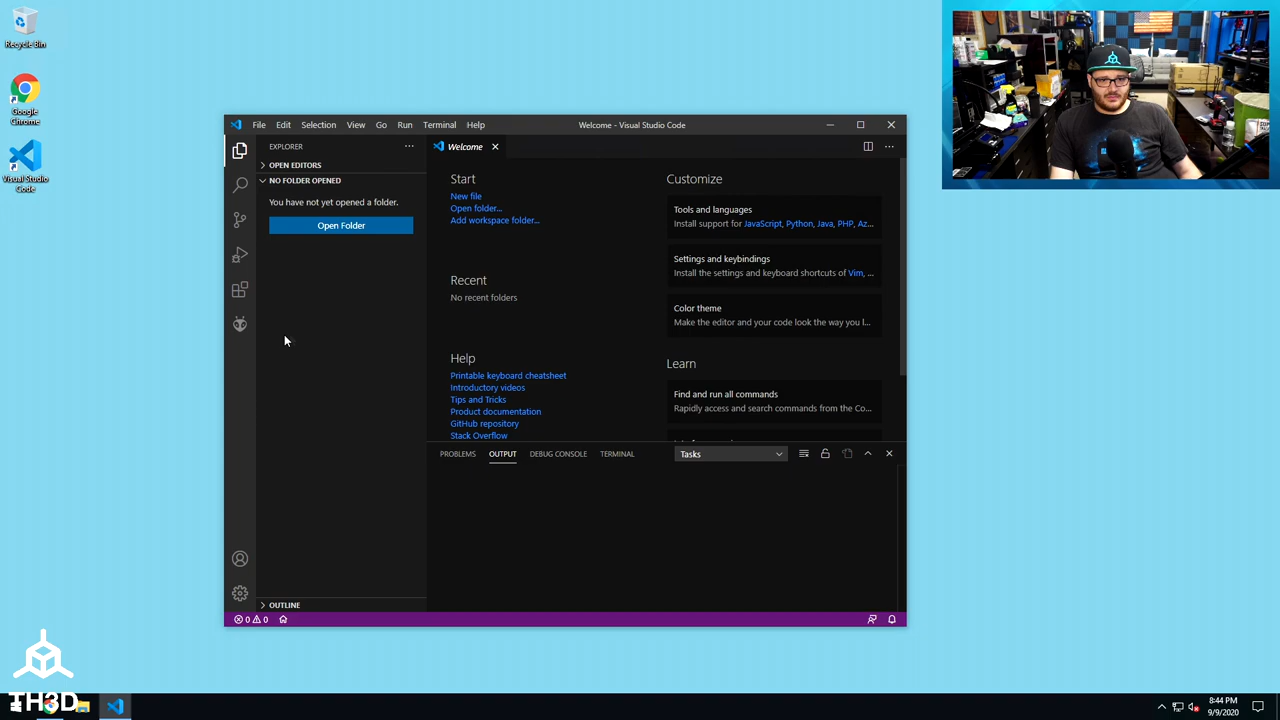 Recycle Bin
Google
Chrome
Visual Studio
Code
File Edit Selection View Go Run Terminal Help
Welcome - Visual Studio Code
EXPLORER
OPEN EDITORS
NO FOLDER OPENED
You have not yet opened a folder.
Open Folder
OUTLINE
Welcome
Start
New file
Open folder...
Add workspace folder...
Recent
No recent folders
Help
Printable keyboard cheatsheet
Introductory videos
Tips and Tricks
Product documentation
GitHub repository
Stack Overflow
Customize
Tools and languages
Install support for JavaScript, Python, Java, PHP, Az...
Settings and keybindings
Install the settings and keyboard shortcuts of Vim, ...
Color theme
Make the editor and your code look the way you l...
Learn
Find and run all commands
Rapidly access and search commands from the Co...
PROBLEMS OUTPUT DEBUG CONSOLE TERMINAL
Tasks
0 0
TH3D
8:44 PM
9/9/2020